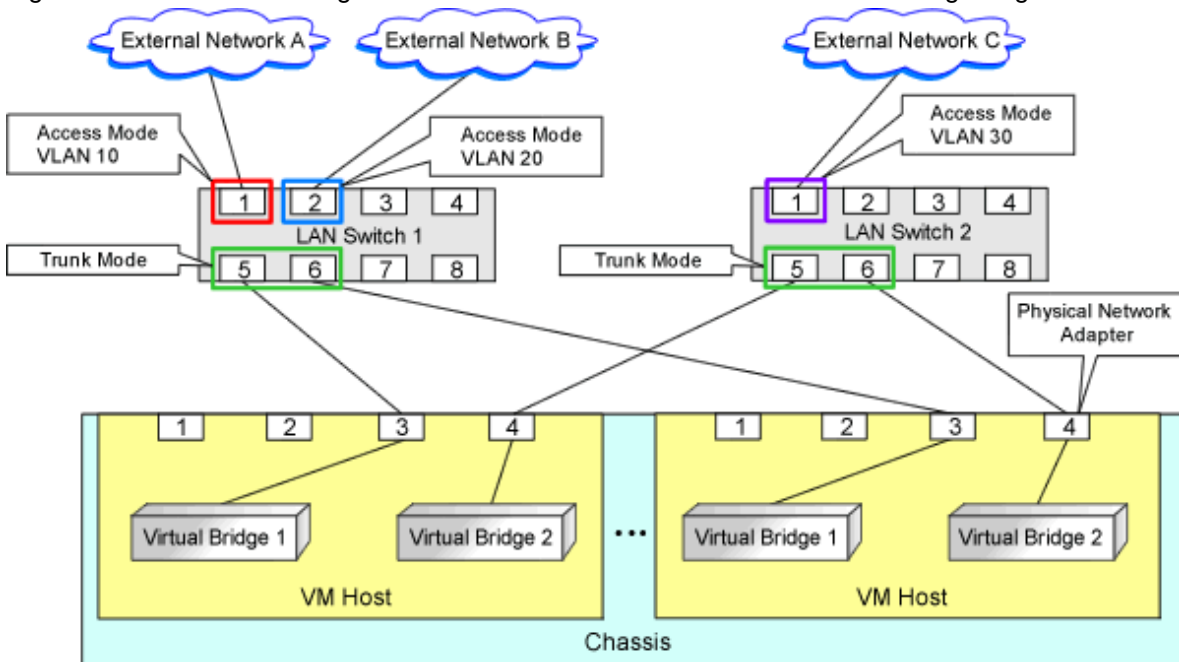 External Network A
External Network B
External Network C
Access Mode
VLAN 10
Access Mode
VLAN 20
Access Mode
VLAN 30
1
2
3
4
LAN Switch 1
5
6
7
8
Trunk Mode
1
2
3
4
LAN Switch 2
5
6
7
8
Trunk Mode
Physical Network
Adapter
1
2
3
4
Virtual Bridge 1
Virtual Bridge 2
VM Host
...
1
2
3
4
Virtual Bridge 1
Virtual Bridge 2
VM Host
Chassis